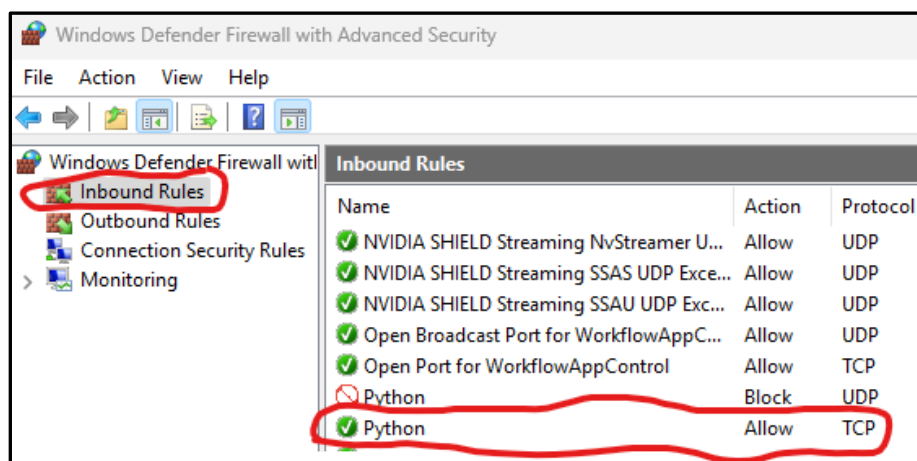 Windows Defender Firewall with Advanced Security
File Action View Help
Windows Defender Firewall witl
Inbound Rules
Outbound Rules
Connection Security Rules
Monitoring
Inbound Rules
Name Action Protocol
NVIDIA SHIELD Streaming NvStreamer U... Allow UDP
NVIDIA SHIELD Streaming SSAS UDP Exce... Allow UDP
NVIDIA SHIELD Streaming SSAU UDP Exc... Allow UDP
Open Broadcast Port for WorkflowAppC... Allow UDP
Open Port for WorkflowAppControl Allow TCP
Python Block UDP
Python Allow TCP